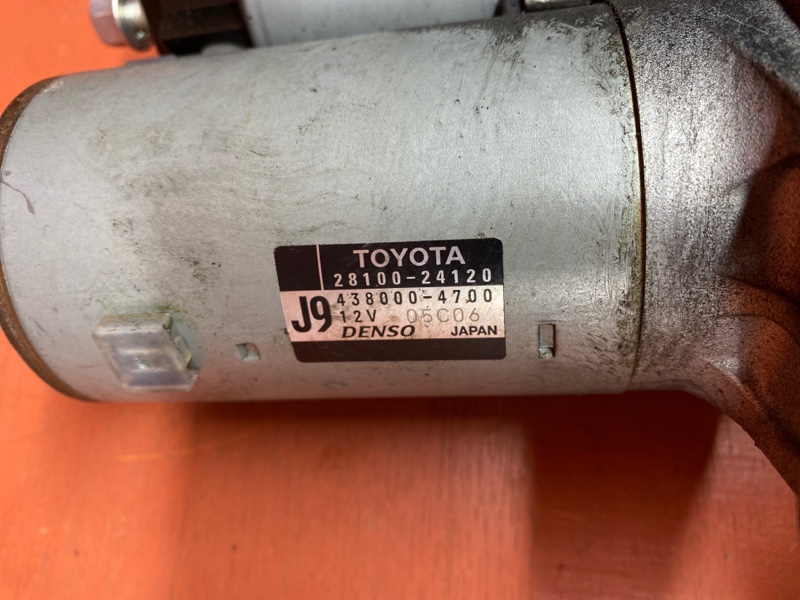 TOYOTA
28100-24120
J9 438000-4700
12V 05C06
DENSO JAPAN